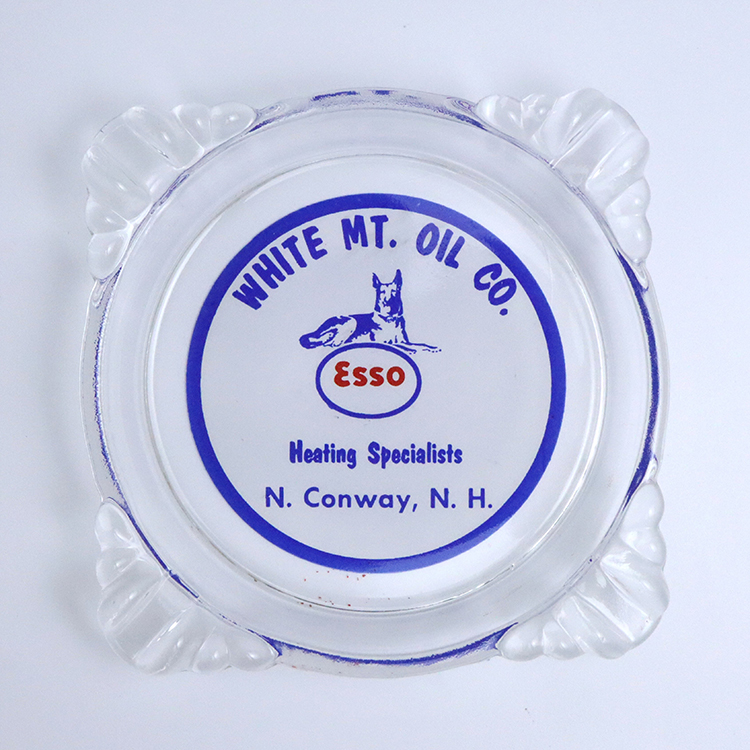 WHITE MT. OIL CO.
Esso
Heating Specialists
N. Conway, N. H.